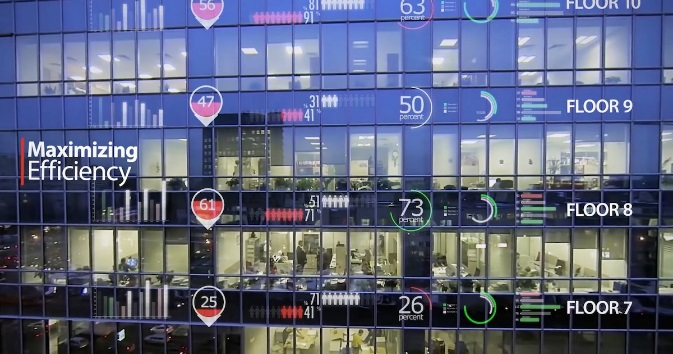 56
81
91
63
percent
FLOOR 10
47
31
41
50
percent
FLOOR 9
Maximizing
Efficiency
61
51
71
73
percent
FLOOR 8
25
71
41
26
percent
FLOOR 7